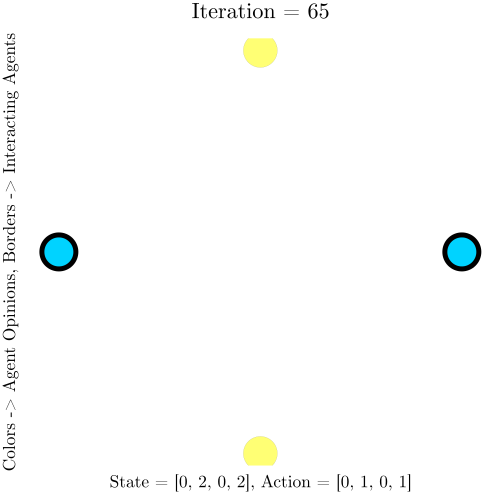 Iteration = 65
Colors -> Agent Opinions, Borders -> Interacting Agents
State = [0, 2, 0, 2], Action = [0, 1, 0, 1]